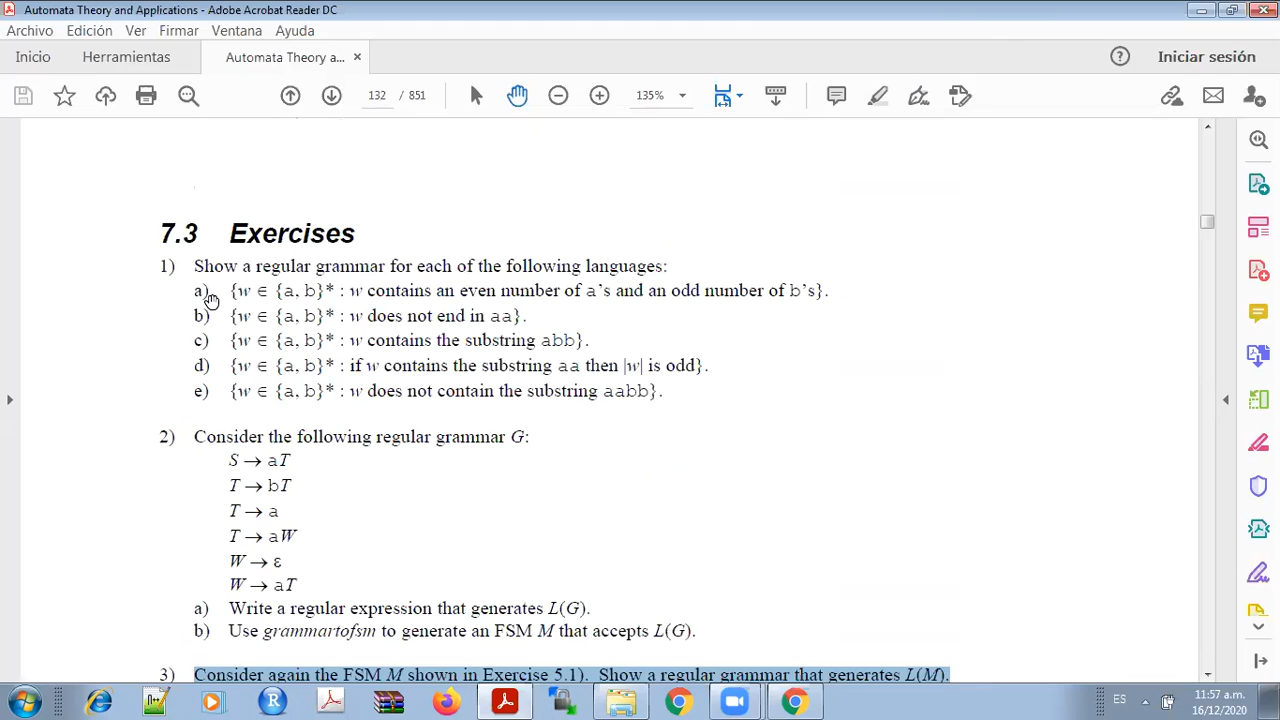 Automata Theory and Applications - Adobe Acrobat Reader DC
Archivo Edición Ver Firmar Ventana Ayuda
Inicio Herramientas Automata Theory a... × Iniciar sesión
132 / 851 135%
7.3 Exercises
1) Show a regular grammar for each of the following languages:
a) {w ∈ {a, b}* : w contains an even number of a's and an odd number of b's}.
b) {w ∈ {a, b}* : w does not end in aa}.
c) {w ∈ {a, b}* : w contains the substring abb}.
d) {w ∈ {a, b}* : if w contains the substring aa then |w| is odd}.
e) {w ∈ {a, b}* : w does not contain the substring aabb}.
2) Consider the following regular grammar G:
S → aT
T → bT
T → a
T → aW
W → ε
W → aT
a) Write a regular expression that generates L(G).
b) Use grammartofsm to generate an FSM M that accepts L(G).
3) Consider again the FSM M shown in Exercise 5.1). Show a regular grammar that generates L(M).
ES 11:57 a.m.
16/12/2020